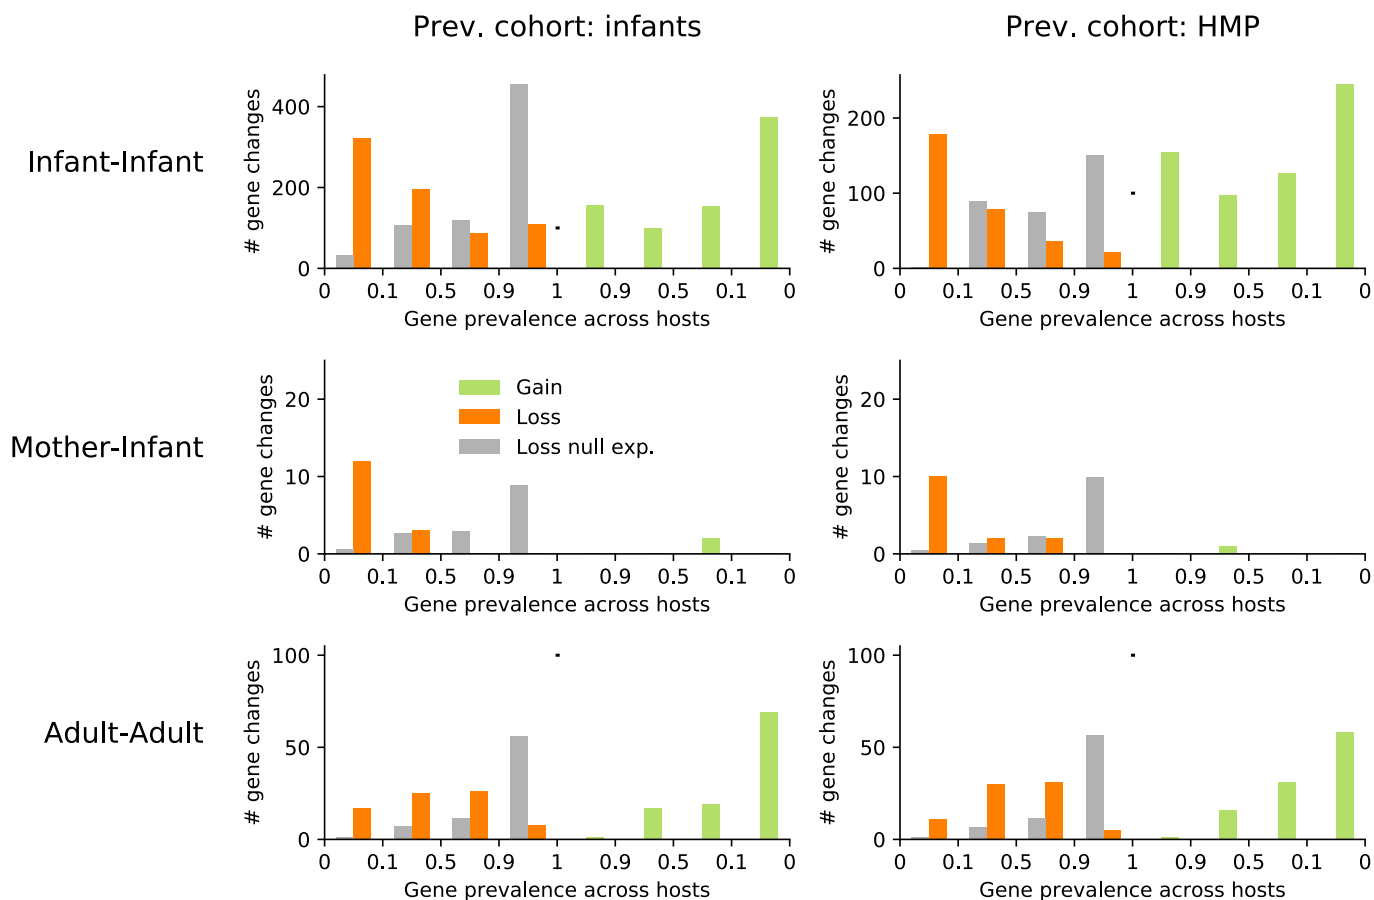 Prev. cohort: infants
Prev. cohort: HMP
Infant-Infant
# gene changes
400
200
0
0 0.1 0.5 0.9 1 0.9 0.5 0.1 0
Gene prevalence across hosts
# gene changes
200
100
0
0 0.1 0.5 0.9 1 0.9 0.5 0.1 0
Gene prevalence across hosts
Mother-Infant
# gene changes
20
10
0
Gain
Loss
Loss null exp.
0 0.1 0.5 0.9 1 0.9 0.5 0.1 0
Gene prevalence across hosts
# gene changes
20
10
0
0 0.1 0.5 0.9 1 0.9 0.5 0.1 0
Gene prevalence across hosts
Adult-Adult
# gene changes
100
50
0
0 0.1 0.5 0.9 1 0.9 0.5 0.1 0
Gene prevalence across hosts
# gene changes
100
50
0
0 0.1 0.5 0.9 1 0.9 0.5 0.1 0
Gene prevalence across hosts